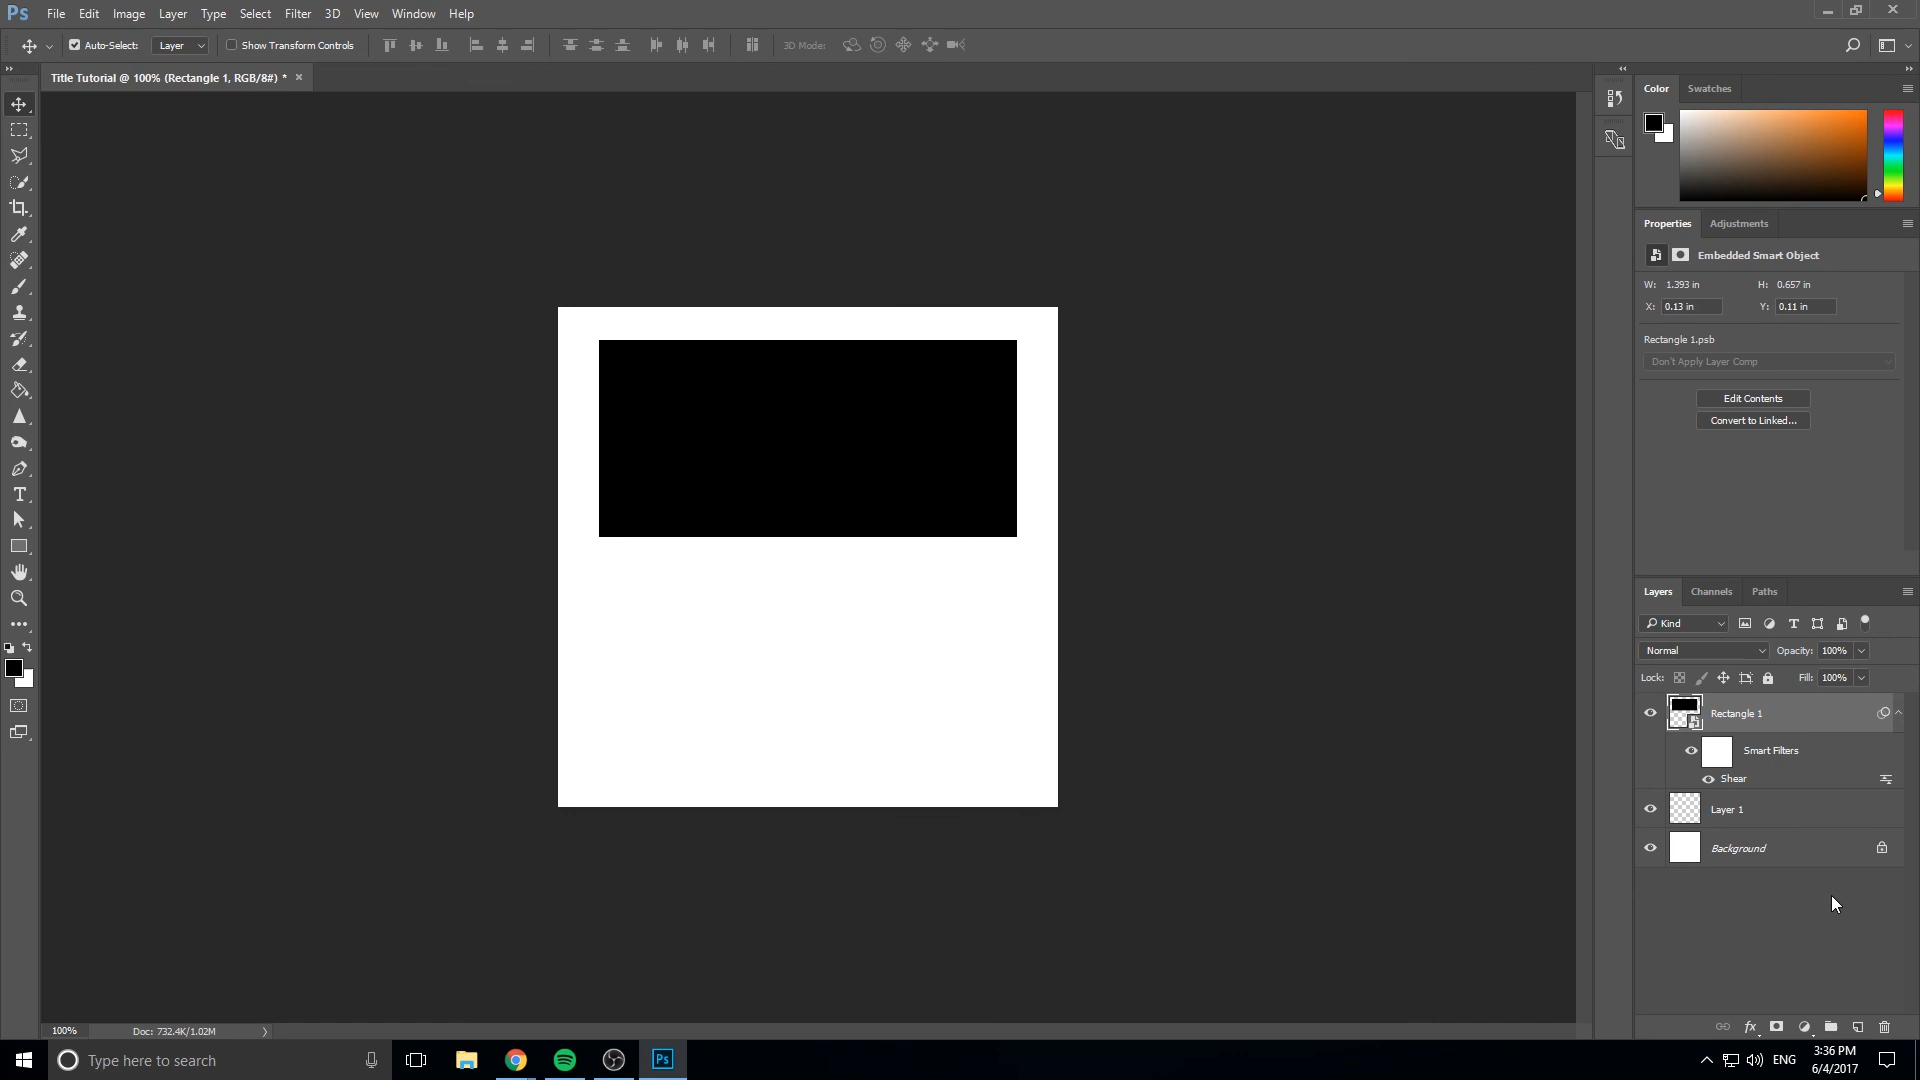 Ps File Edit Image Layer Type Select Filter 3D View Window Help
Auto-Select: Layer Show Transform Controls 3D Mode:
Title Tutorial @ 100% (Rectangle 1, RGB/8#) * ×
Color Swatches
Properties Adjustments
Embedded Smart Object
W: 1.393 in H: 0.657 in
X: 0.13 in Y: 0.11 in
Rectangle 1.psb
Don't Apply Layer Comp
Edit Contents
Convert to Linked...
Layers Channels Paths
Kind
Normal Opacity: 100%
Lock: Fill: 100%
Rectangle 1
Smart Filters
Shear
Layer 1
Background
100% Doc: 732.4K/1.02M
Type here to search Ps ENG 3:36 PM
6/4/2017